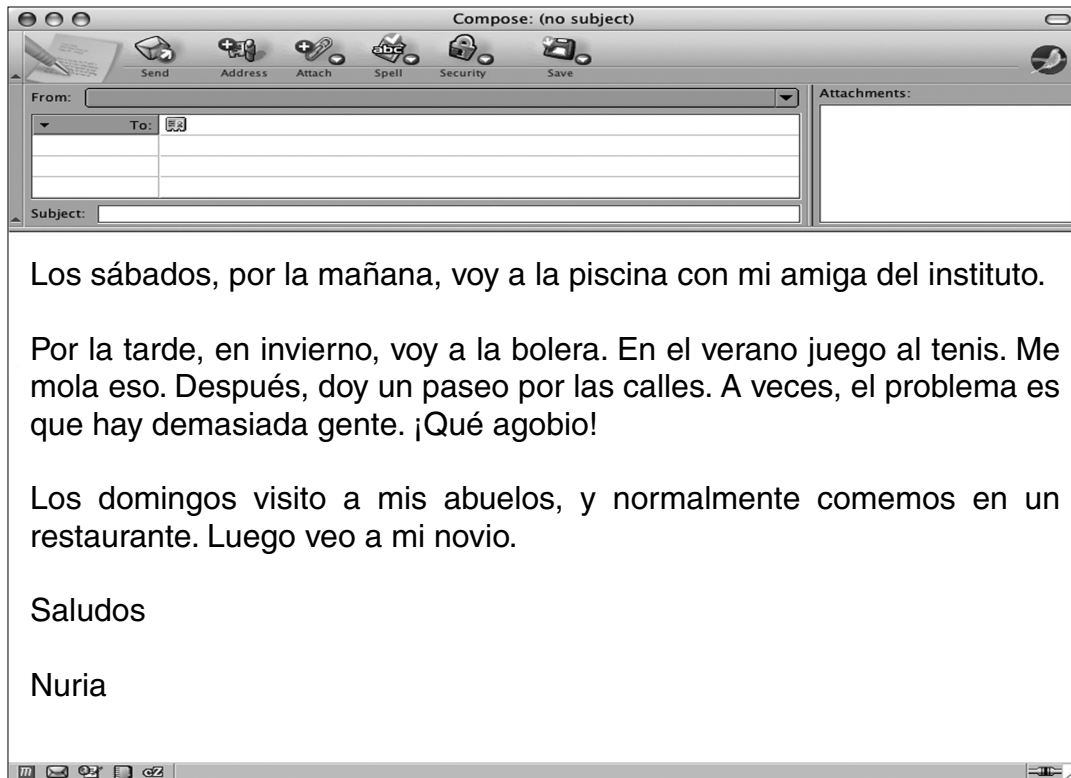 Compose: (no subject)
Send Address Attach Spell Security Save
From:
Attachments:
To:
Subject:
Los sábados, por la mañana, voy a la piscina con mi amiga del instituto.
Por la tarde, en invierno, voy a la bolera. En el verano juego al tenis. Me
mola eso. Después, doy un paseo por las calles. A veces, el problema es
que hay demasiada gente. ¡Qué agobio!
Los domingos visito a mis abuelos, y normalmente comemos en un
restaurante. Luego veo a mi novio.
Saludos
Nuria